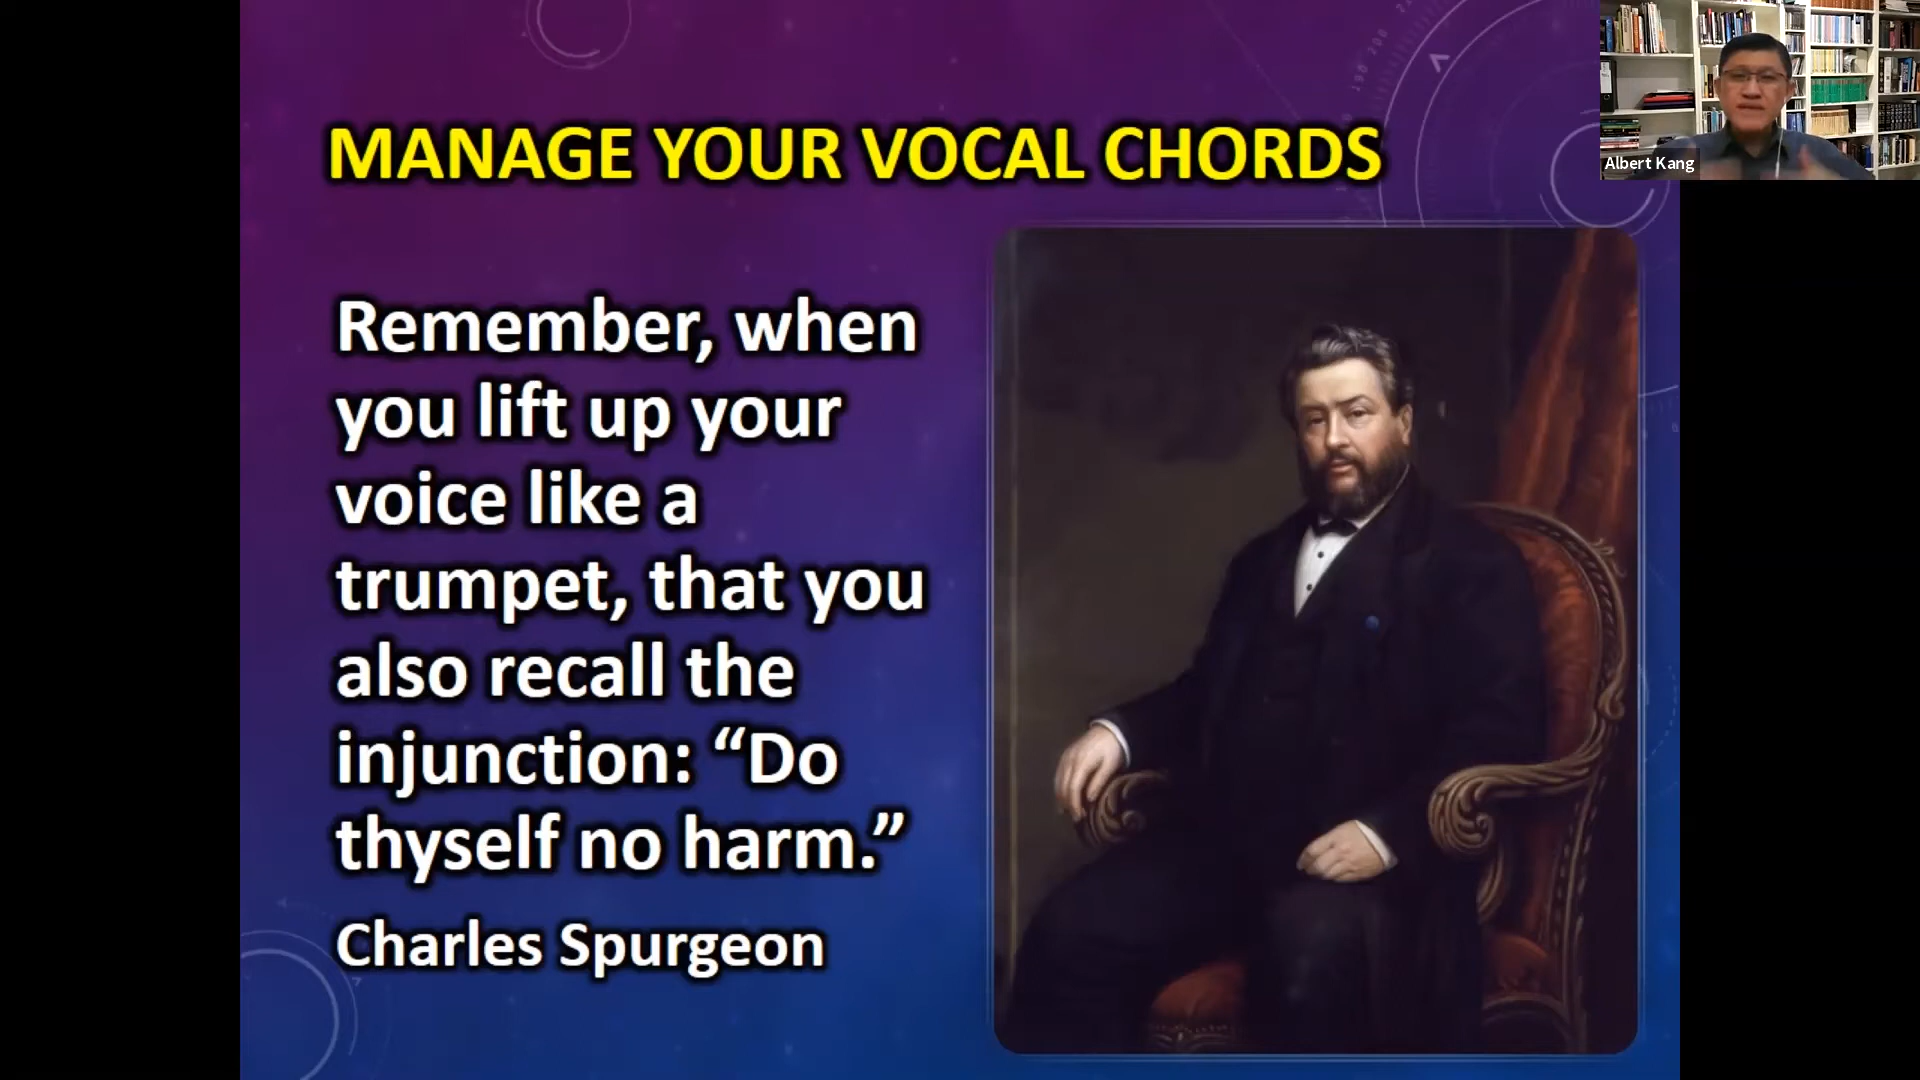 MANAGE YOUR VOCAL CHORDS
Albert Kang
Remember, when
you lift up your
voice like a
trumpet, that you
also recall the
injunction: “Do
thyself no harm.”
Charles Spurgeon